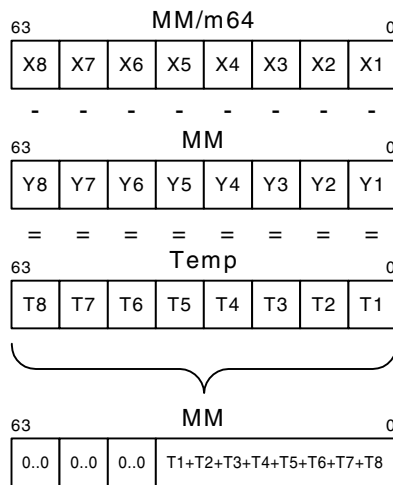 MM/m64
63 0
X8 X7 X6 X5 X4 X3 X2 X1
- - - - - - - -
MM
63 0
Y8 Y7 Y6 Y5 Y4 Y3 Y2 Y1
= = = = = = = =
Temp
63 0
T8 T7 T6 T5 T4 T3 T2 T1
MM
63 0
0..0 0..0 0..0 T1+T2+T3+T4+T5+T6+T7+T8